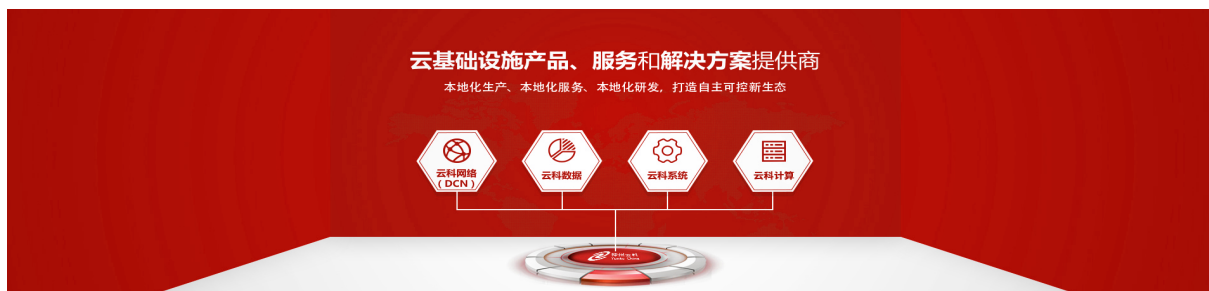 云基础设施产品、服务和解决方案提供商
本地化生产、本地化服务、本地化研发，打造自主可控新生态
云科网络
（DCN）
云科数据
云科系统
云科计算
Yunke China